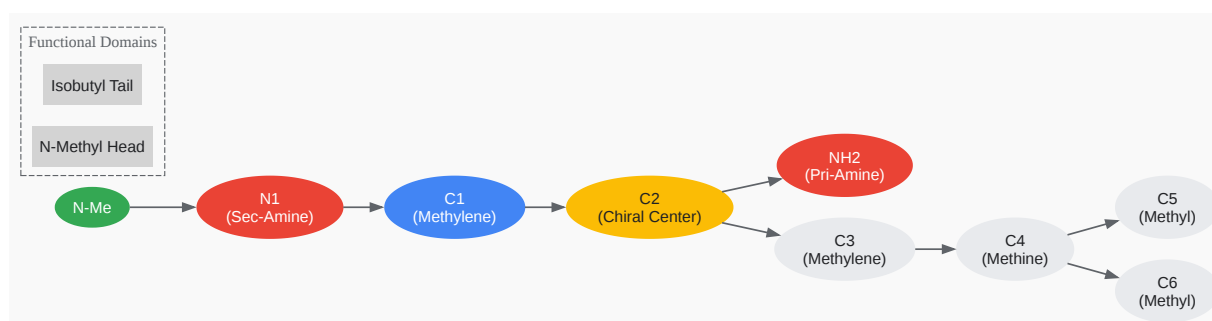 Functional Domains
Isobutyl Tail
N-Methyl Head
N-Me
N1
(Sec-Amine)
C1
(Methylene)
C2
(Chiral Center)
NH2
(Pri-Amine)
C3
(Methylene)
C4
(Methine)
C5
(Methyl)
C6
(Methyl)